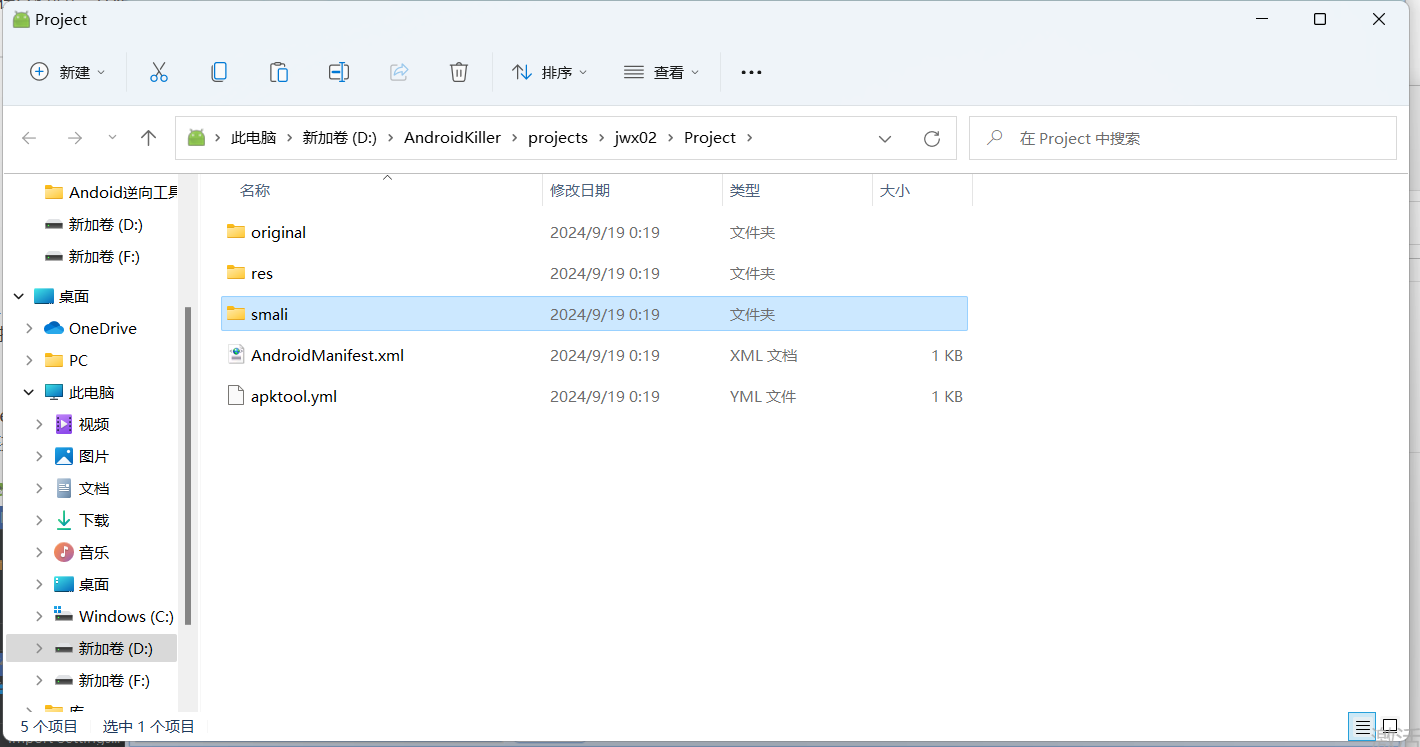 Project
新建
排序
查看
此电脑 新加卷 (D:) AndroidKiller projects jwx02 Project
在 Project 中搜索
名称 修改日期 类型 大小
original 2024/9/19 0:19 文件夹
res 2024/9/19 0:19 文件夹
smali 2024/9/19 0:19 文件夹
AndroidManifest.xml 2024/9/19 0:19 XML 文档 1 KB
apktool.yml 2024/9/19 0:19 YML 文件 1 KB
Andoid逆向工具
新加卷 (D:)
新加卷 (F:)
桌面
OneDrive
PC
此电脑
视频
图片
文档
下载
音乐
桌面
Windows (C:)
新加卷 (D:)
新加卷 (F:)
库
5 个项目 选中 1 个项目